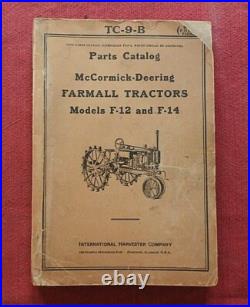 TC-9-B
Parts Catalog
McCormick-Deering
FARMALL TRACTORS
Models F-12 and F-14
INTERNATIONAL HARVESTER COMPANY